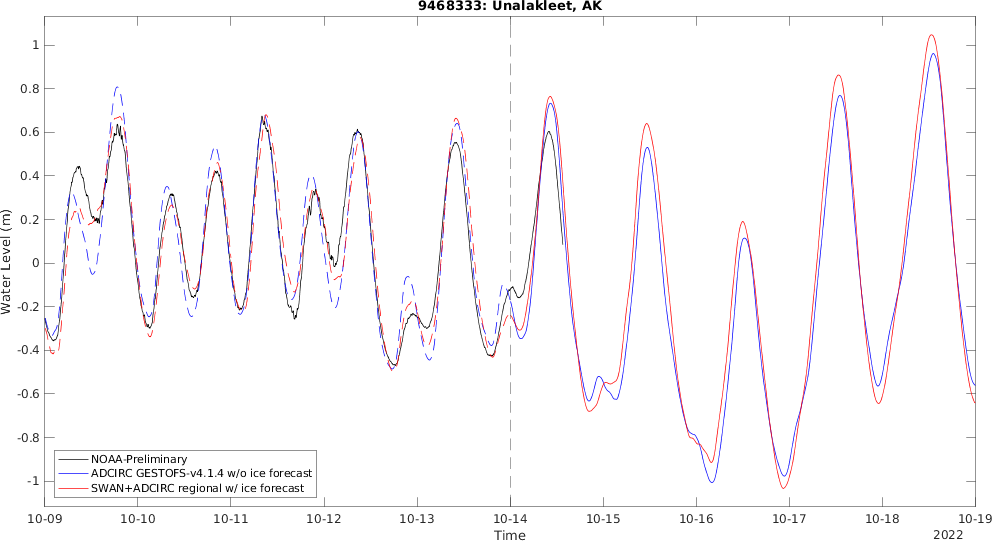 9468333: Unalakleet, AK
Water Level (m)
1
0.8
0.6
0.4
0.2
0
-0.2
-0.4
-0.6
-0.8
-1
NOAA-Preliminary
ADCIRC GESTOFS-v4.1.4 w/o ice forecast
SWAN+ADCIRC regional w/ ice forecast
10-09 10-10 10-11 10-12 10-13 10-14 10-15 10-16 10-17 10-18 10-19
Time
2022